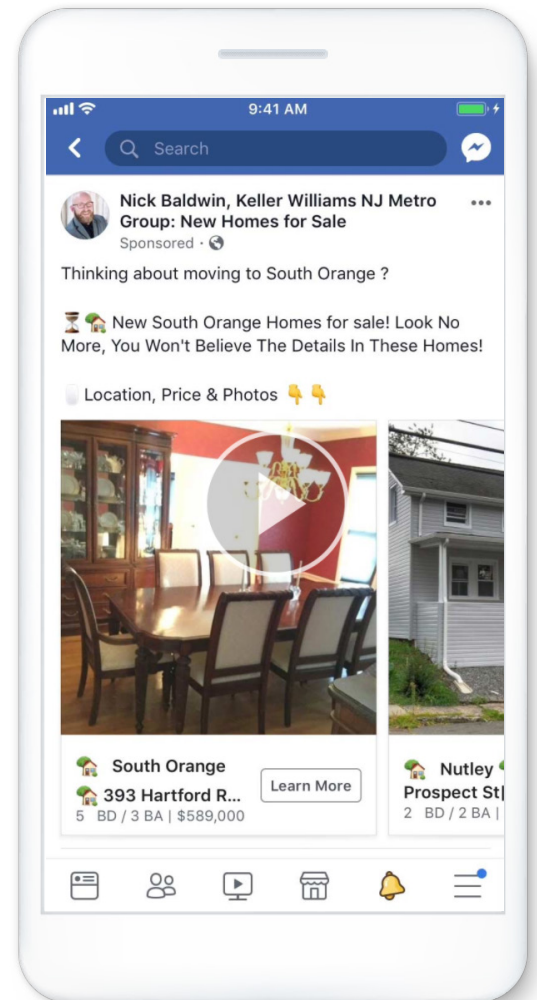 9:41 AM
Search
Nick Baldwin, Keller Williams NJ Metro
Group: New Homes for Sale
Sponsored ·
Thinking about moving to South Orange ?
⏳🏡 New South Orange Homes for sale! Look No
More, You Won't Believe The Details In These Homes!
Location, Price & Photos 👇👇
🏡 South Orange
🏡 393 Hartford R...
5 BD / 3 BA | $589,000
Learn More
🏡 Nutley
Prospect St|
2 BD / 2 BA |